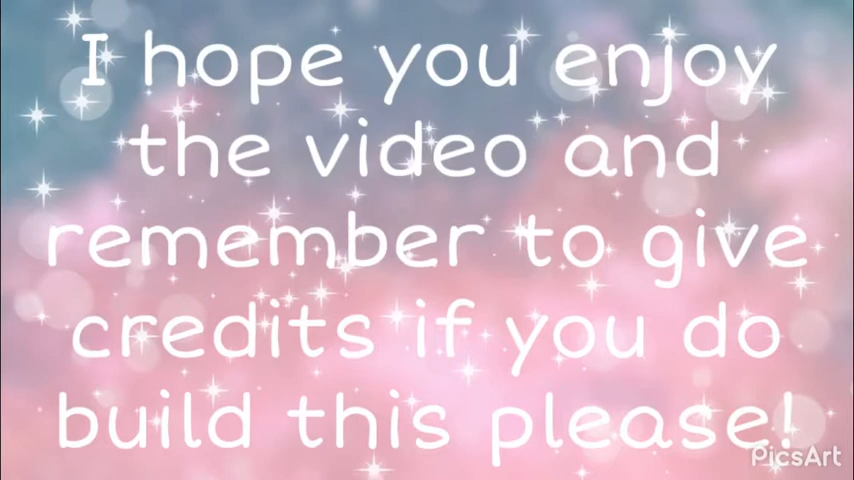 I hope you enjoy
the video and
remember to give
credits if you do
build this please!
PicsArt